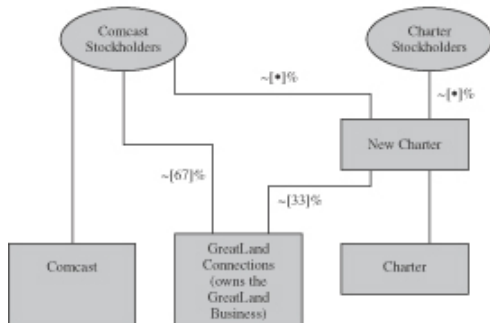 Comcast
Stockholders
Charter
Stockholders
~[•]%
~[•]%
New Charter
~[67]%
~[33]%
Comcast
GreatLand
Connections
(owns the
GreatLand
Business)
Charter